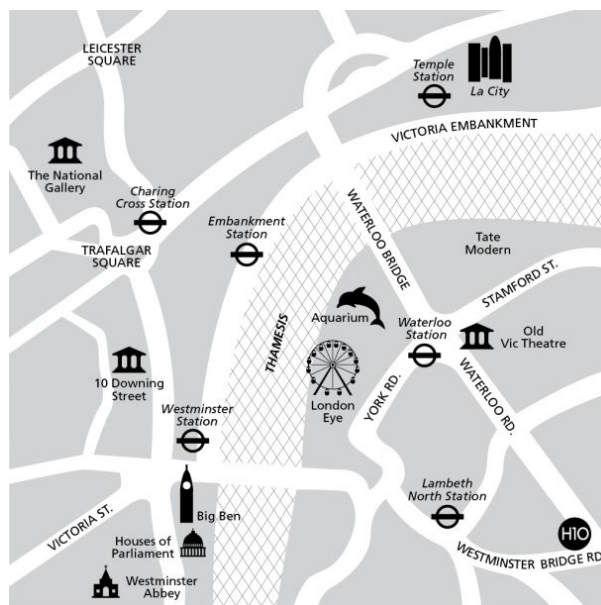 LEICESTER
SQUARE
Temple
Station
La City
VICTORIA EMBANKMENT
The National
Gallery
Charing
Cross Station
Embankment
Station
TRAFALGAR
SQUARE
WATERLOO BRIDGE
Tate
Modern
STAMFORD ST.
Aquarium
THAMESIS
Waterloo
Station
Old
Vic Theatre
10 Downing
Street
London
Eye
YORK RD.
WATERLOO RD.
Westminster
Station
Lambeth
North Station
VICTORIA ST.
Big Ben
H10
Houses of
Parliament
WESTMINSTER BRIDGE RD
Westminster
Abbey